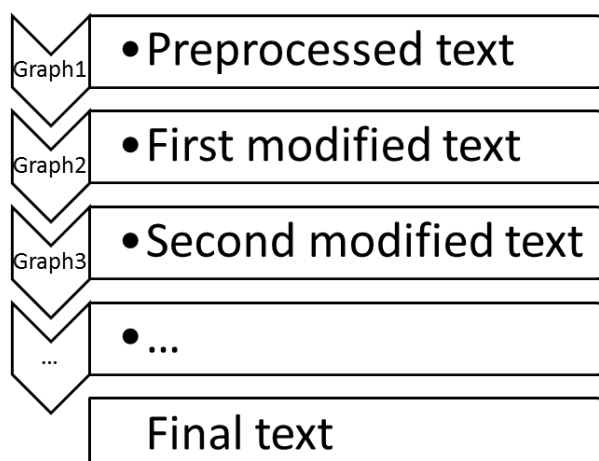 Graph1
•Preprocessed text
Graph2
•First modified text
Graph3
•Second modified text
...
•...
Final text